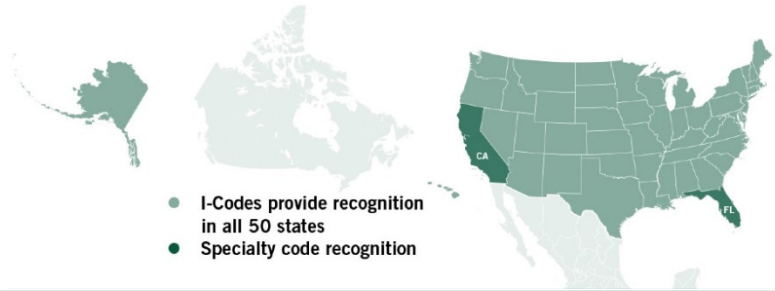 CA
I-Codes provide recognition
in all 50 states
FL
Specialty code recognition